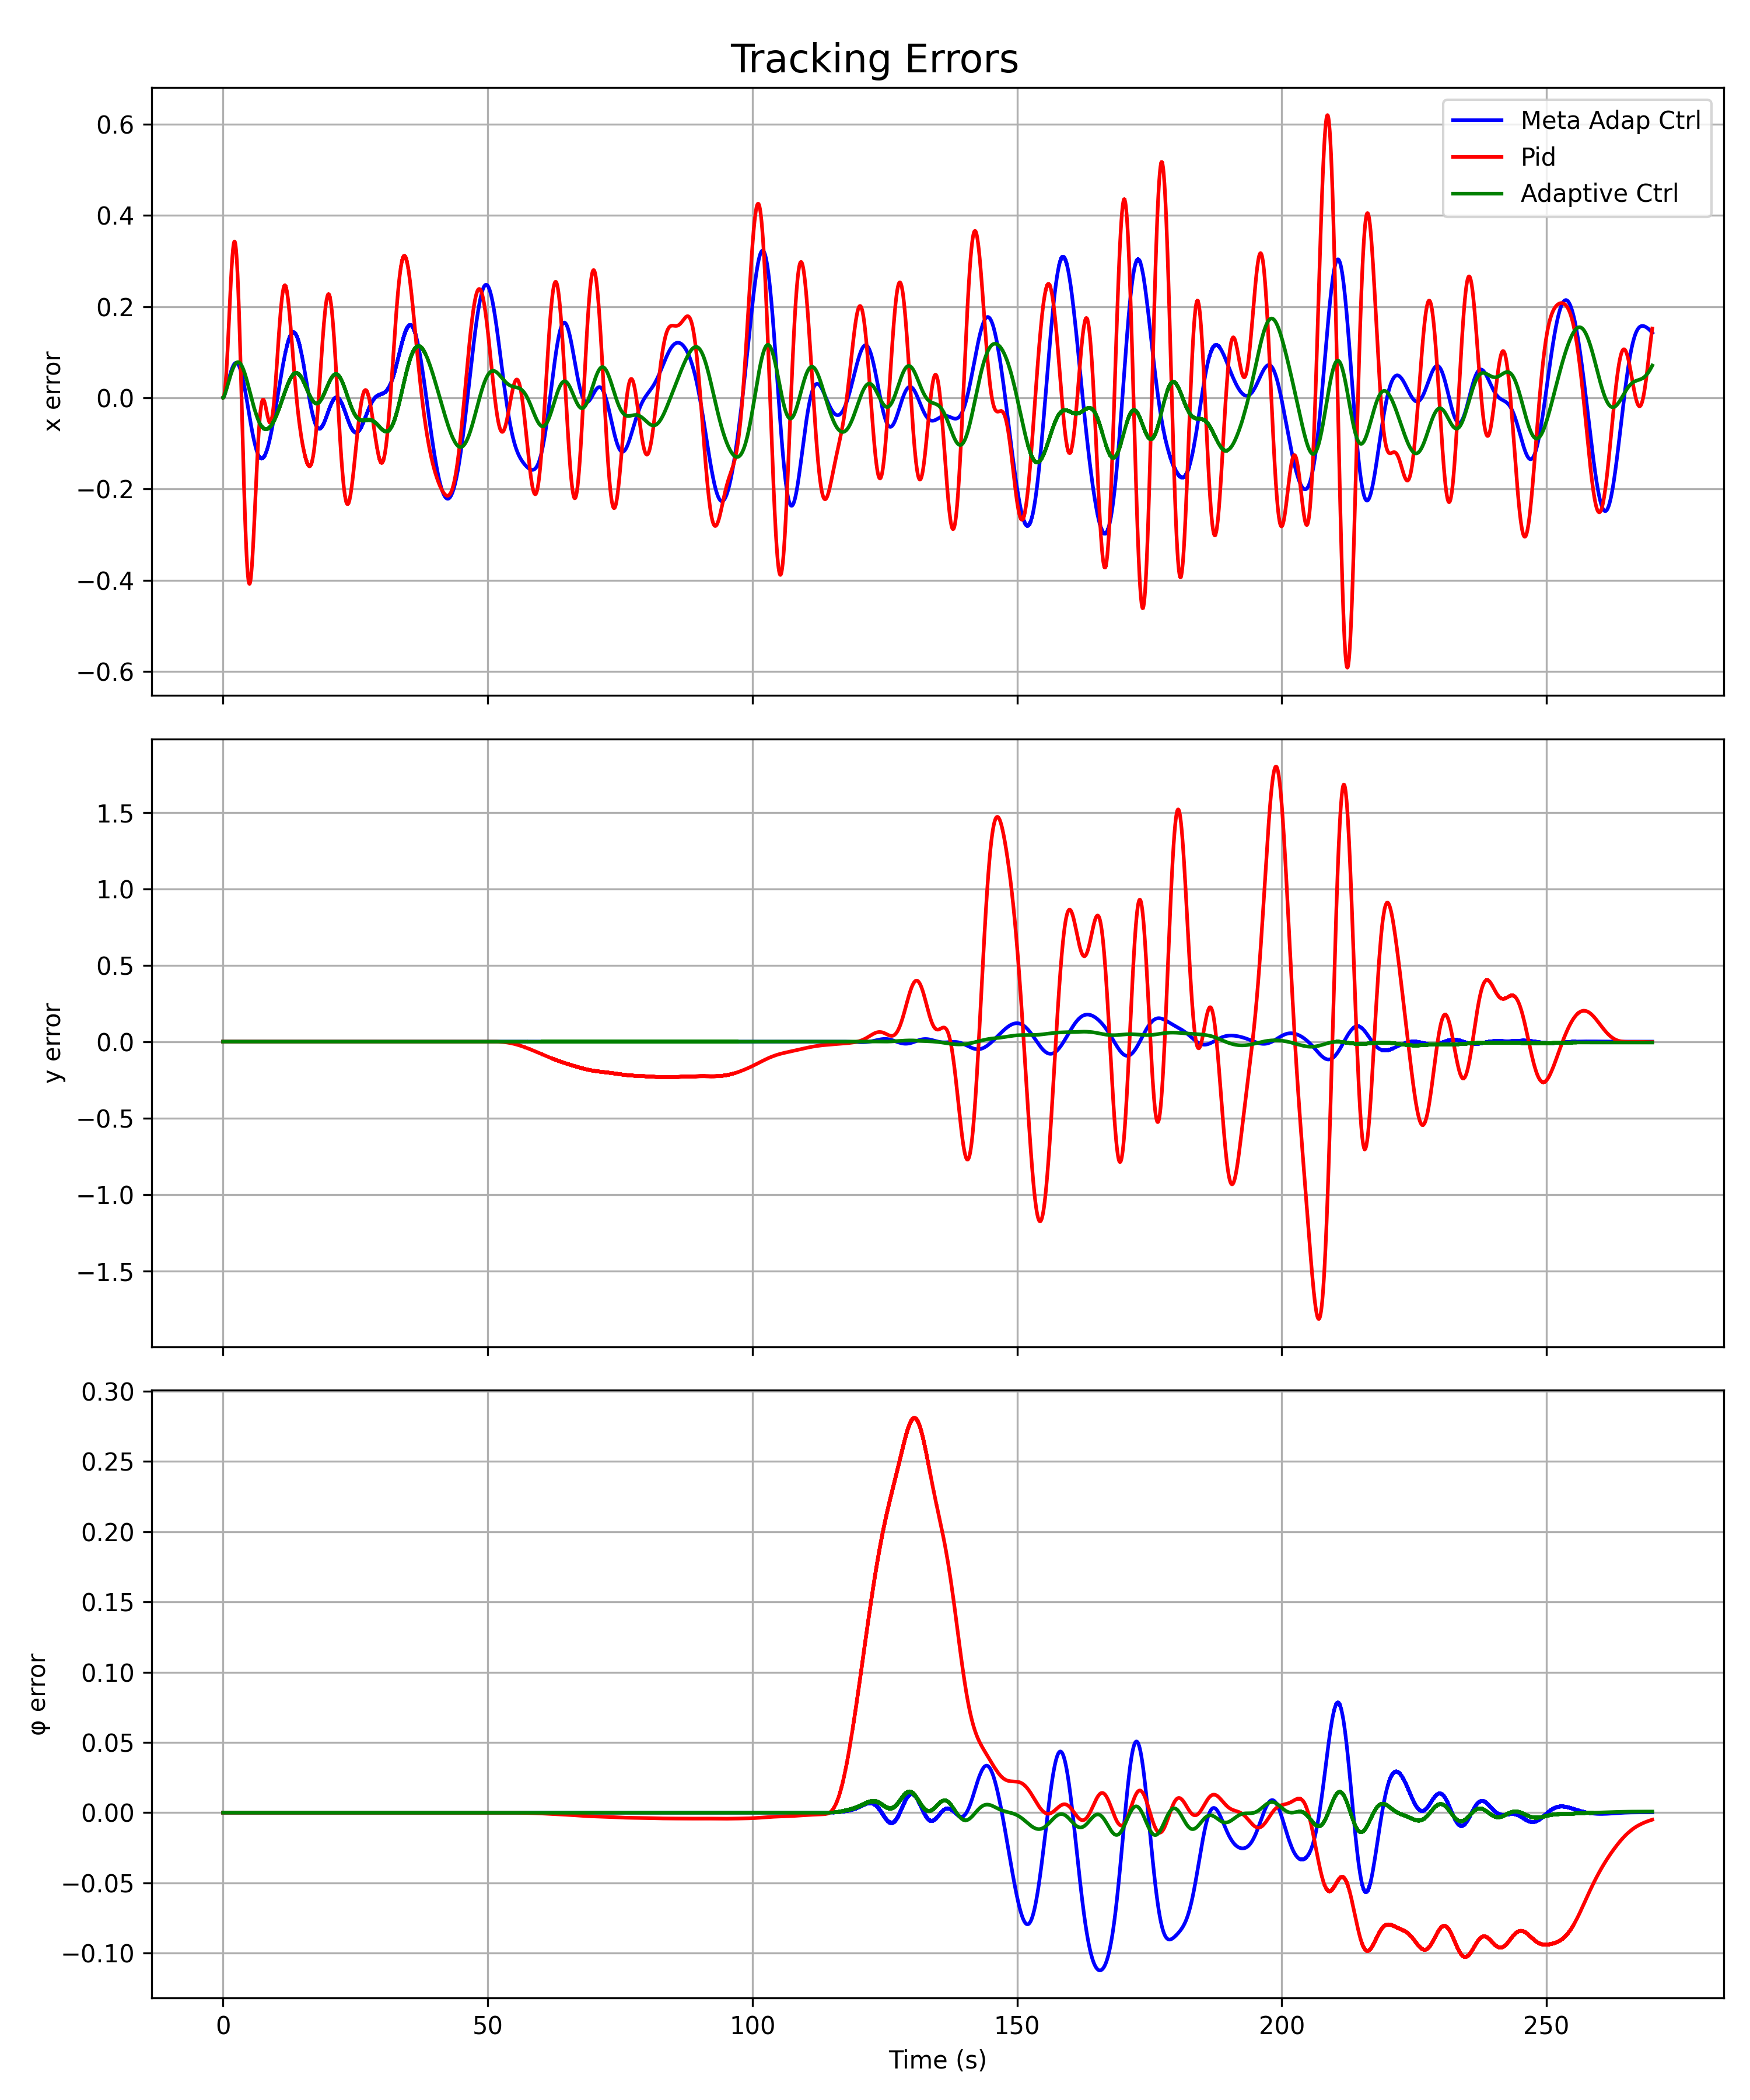 Tracking Errors
Meta Adap Ctrl
Pid
Adaptive Ctrl
0.6
0.4
0.2
0.0
−0.2
−0.4
−0.6
x error
1.5
1.0
0.5
0.0
−0.5
−1.0
−1.5
y error
0.30
0.25
0.20
0.15
0.10
0.05
0.00
−0.05
−0.10
φ error
0 50 100 150 200 250
Time (s)